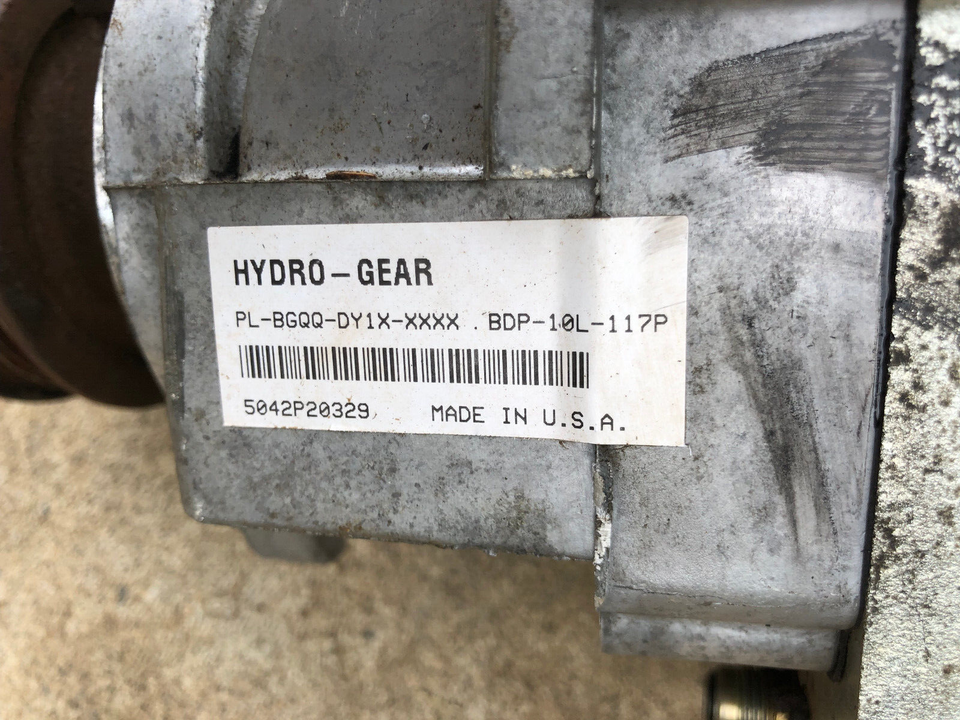 HYDRO-GEAR
PL-BGQQ-DY1X-XXXX BDP-10L-117P
5042P20329 MADE IN U.S.A.